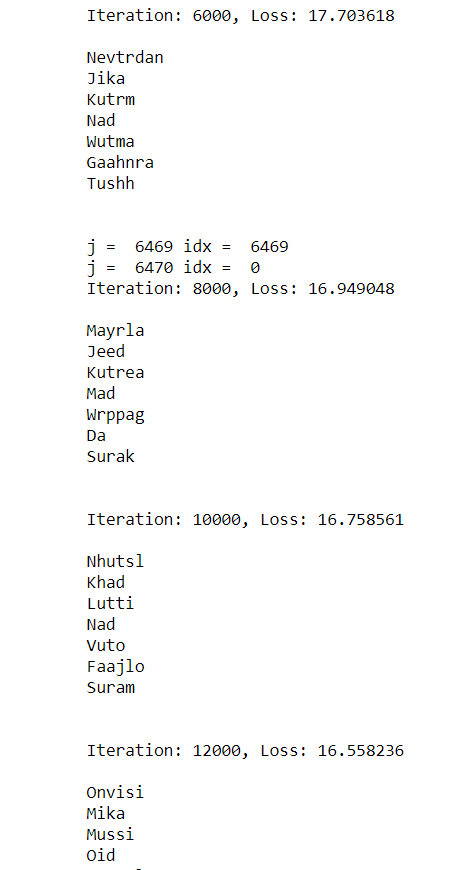 Iteration: 6000, Loss: 17.703618
Nevtrdan
Jika
Kutrm
Nad
Wutma
Gaahnra
Tushh
j =  6469 idx =  6469
j =  6470 idx =  0
Iteration: 8000, Loss: 16.949048
Mayrla
Jeed
Kutrea
Mad
Wrppag
Da
Surak
Iteration: 10000, Loss: 16.758561
Nhutsl
Khad
Lutti
Nad
Vuto
Faajlo
Suram
Iteration: 12000, Loss: 16.558236
Onvisi
Mika
Mussi
Oid